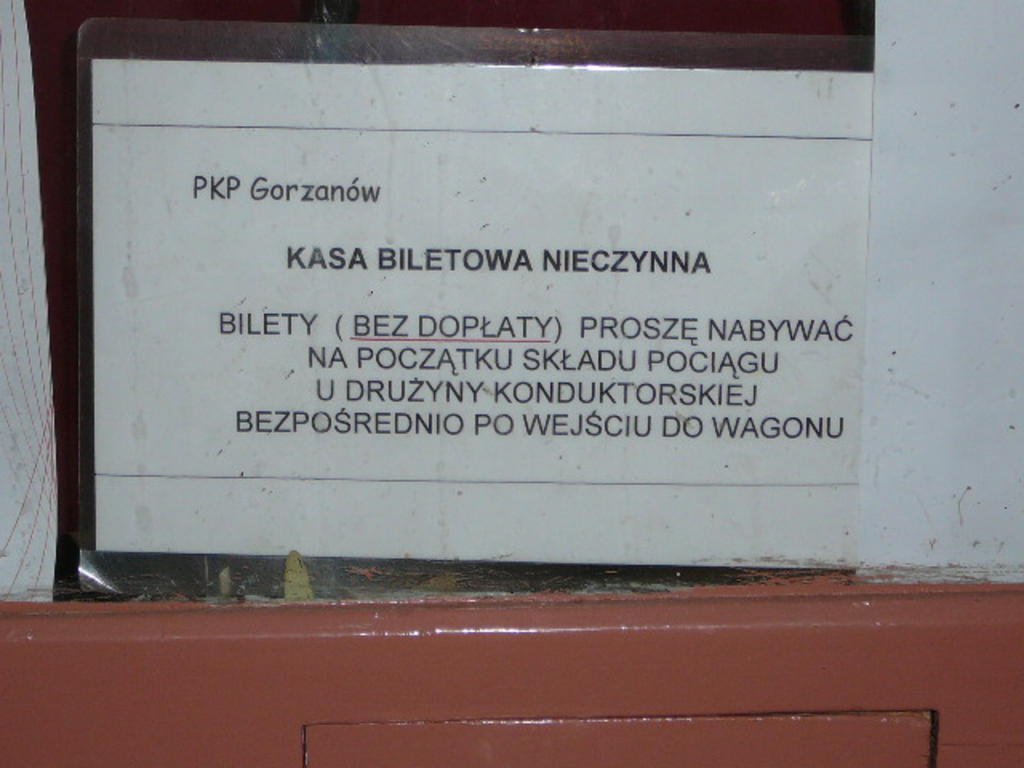 PKP Gorzanów
KASA BILETOWA NIECZYNNA
BILETY ( BEZ DOPŁATY) PROSZĘ NABYWAĆ
NA POCZĄTKU SKŁADU POCIĄGU
U DRUŻYNY KONDUKTORSKIEJ
BEZPOŚREDNIO PO WEJŚCIU DO WAGONU